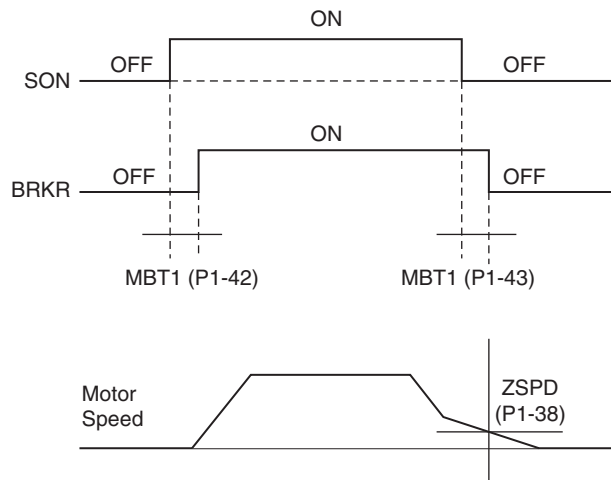 ON
OFF
OFF
SON
ON
OFF
OFF
BRKR
MBT1 (P1-42)
MBT1 (P1-43)
Motor
Speed
ZSPD
(P1-38)